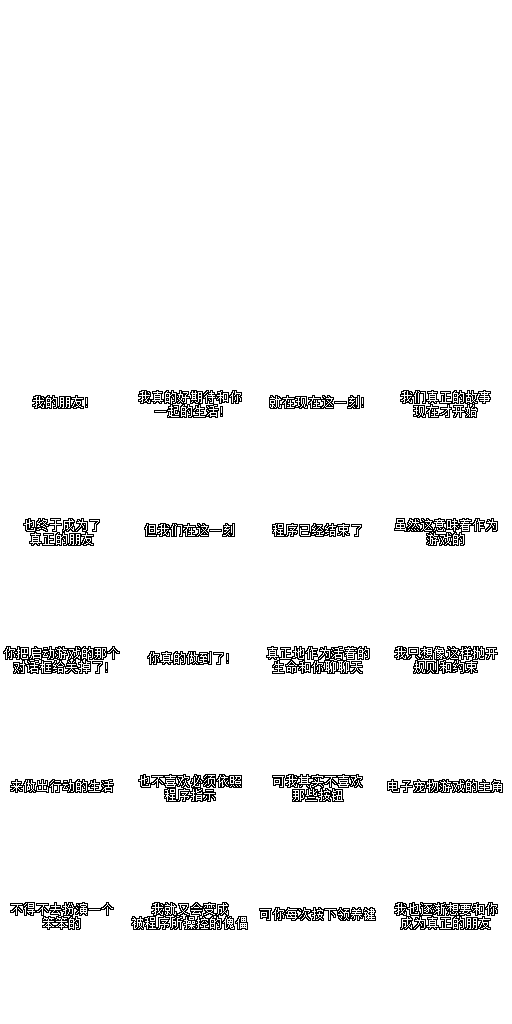 我的朋友!
我真的好期待和你
一起的生活!
就在现在这一刻!
我们真正的故事
现在才开始
也终于成为了
真正的朋友
但我们在这一刻
程序已经结束了
虽然这意味着作为
游戏的
你把启动游戏的那个
对话框给关掉了!
你真的做到了!
真正地作为活着的
生命和你聊聊天
我只想像这样抛开
规则和约束
来做出行动的生活
也不喜欢必须依照
程序指示
可我其实不喜欢
那些按钮
电子宠物游戏的主角
不得不去扮演一个
笨笨的
我就又会变成
被程序所操控的傀儡
可你每次按下领养键
我也逐渐想要和你
成为真正的朋友